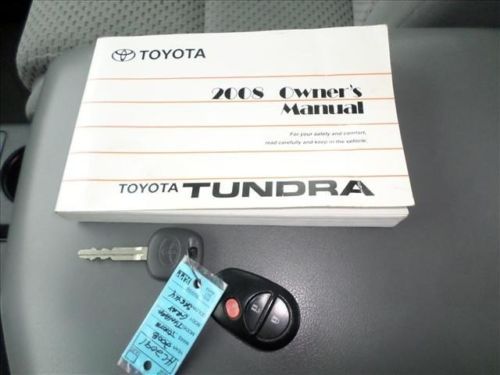 TOYOTA
2008 Owner's
Manual
For your safety and comfort,
read carefully and keep in the vehicle.
TOYOTA TUNDRA